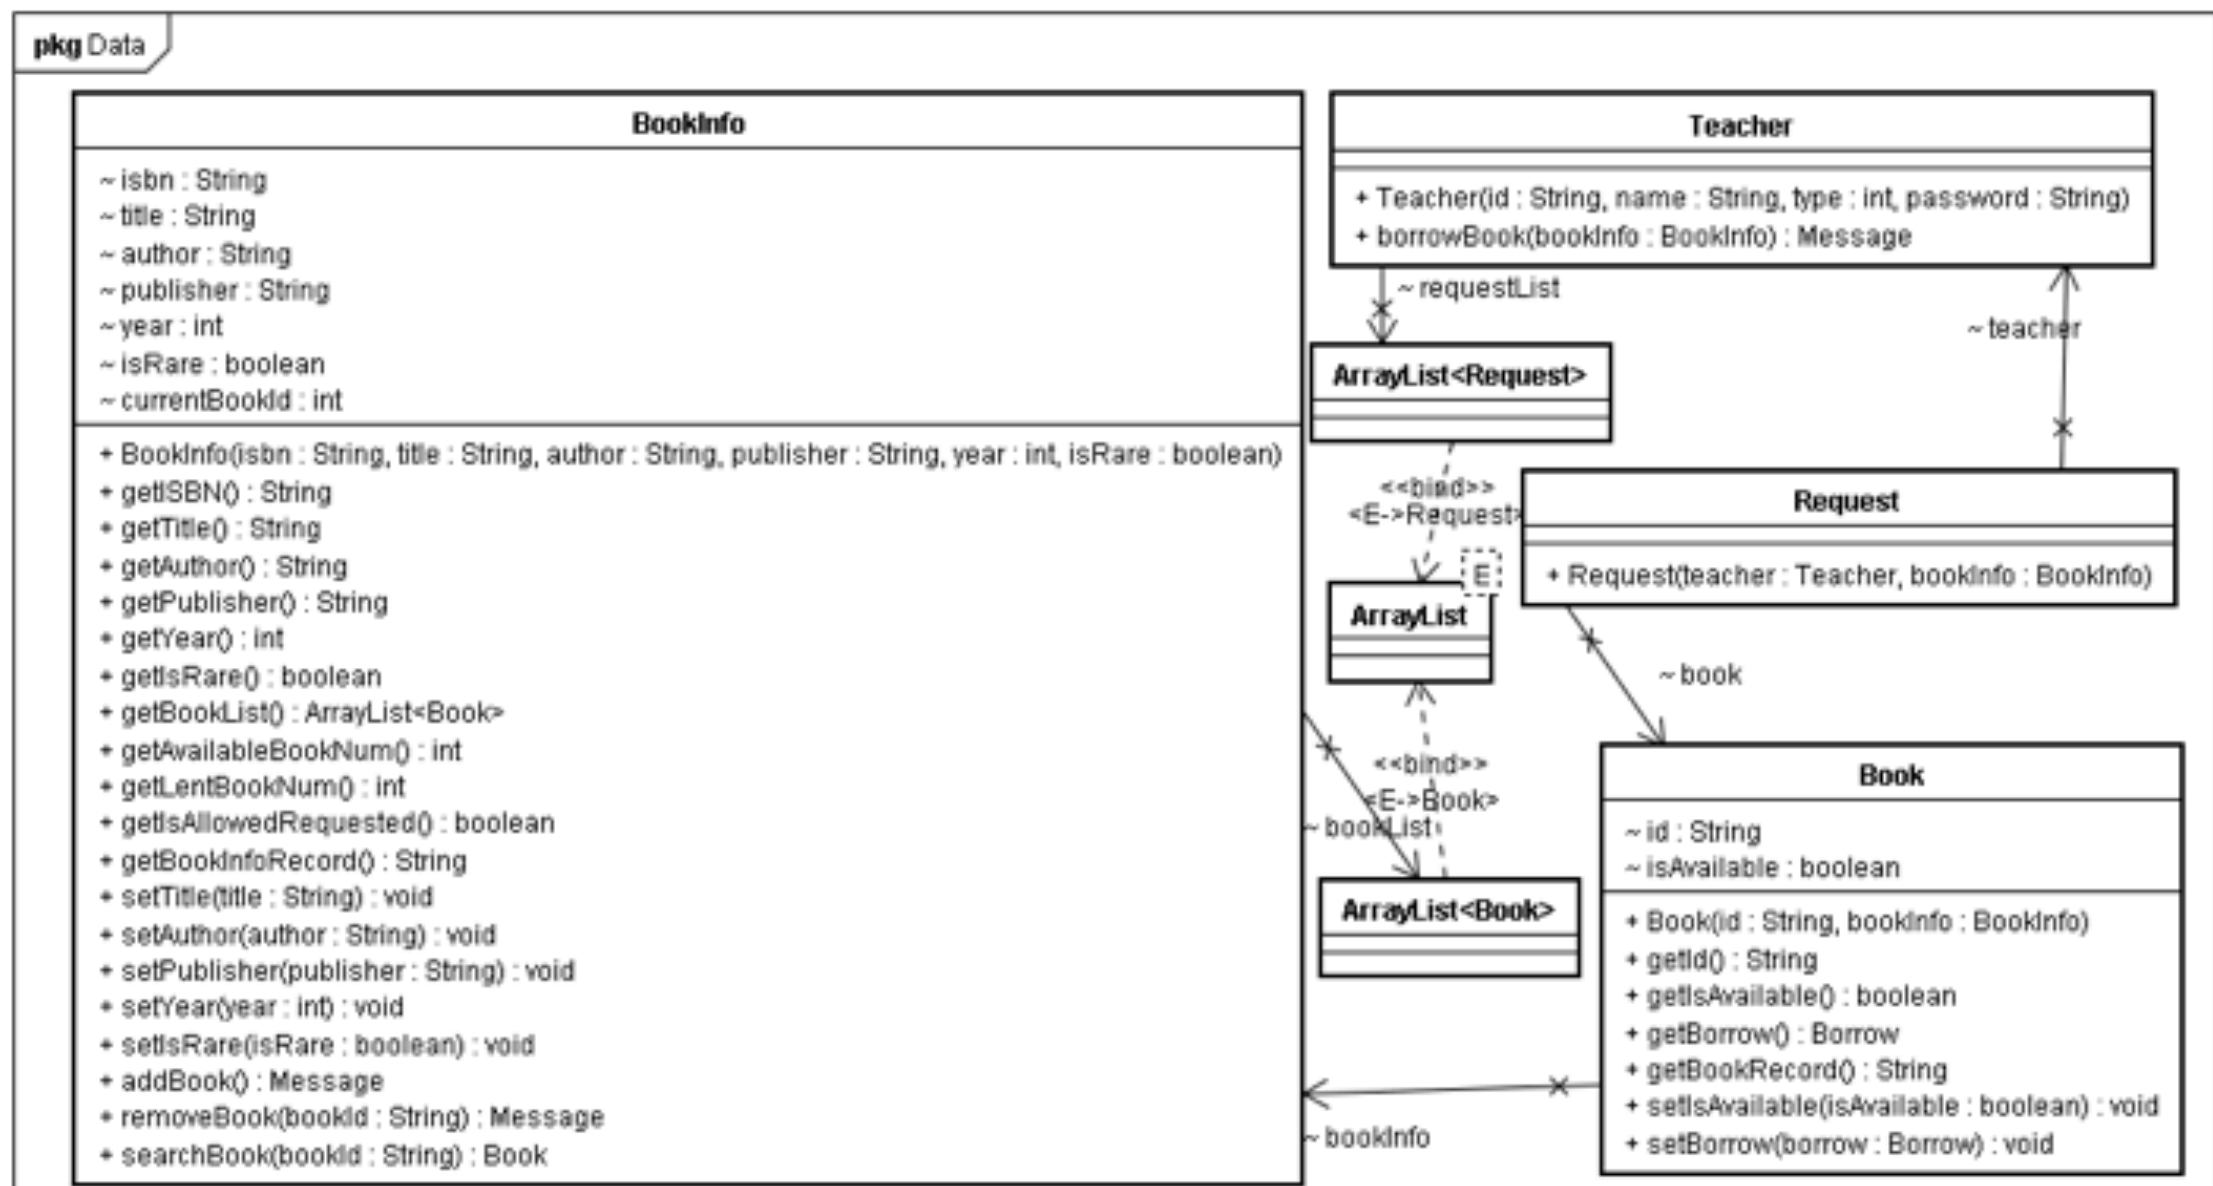 pkg Data
BookInfo
~ isbn : String
~ title : String
~ author : String
~ publisher : String
~ year : int
~ isRare : boolean
~ currentBookId : int
+ BookInfo(isbn : String, title : String, author : String, publisher : String, year : int, isRare : boolean)
+ getISBN() : String
+ getTitle() : String
+ getAuthor() : String
+ getPublisher() : String
+ getYear() : int
+ getIsRare() : boolean
+ getBookList() : ArrayList<Book>
+ getAvailableBookNum() : int
+ getLentBookNum() : int
+ getIsAllowedRequested() : boolean
+ getBookInfoRecord() : String
+ setTitle(title : String) : void
+ setAuthor(author : String) : void
+ setPublisher(publisher : String) : void
+ setYear(year : int) : void
+ setIsRare(isRare : boolean) : void
+ addBook() : Message
+ removeBook(bookId : String) : Message
+ searchBook(bookId : String) : Book
Teacher
+ Teacher(id : String, name : String, type : int, password : String)
+ borrowBook(bookInfo : BookInfo) : Message
~ requestList
~ teacher
ArrayList<Request>
<<bind>>
<E->Request>
Request
+ Request(teacher : Teacher, bookInfo : BookInfo)
E
ArrayList
~ book
<<bind>>
<E->Book>
~ bookList
ArrayList<Book>
Book
~ id : String
~ isAvailable : boolean
+ Book(id : String, bookInfo : BookInfo)
+ getId() : String
+ getIsAvailable() : boolean
+ getBorrow() : Borrow
+ getBookRecord() : String
+ setIsAvailable(isAvailable : boolean) : void
+ setBorrow(borrow : Borrow) : void
~ bookInfo